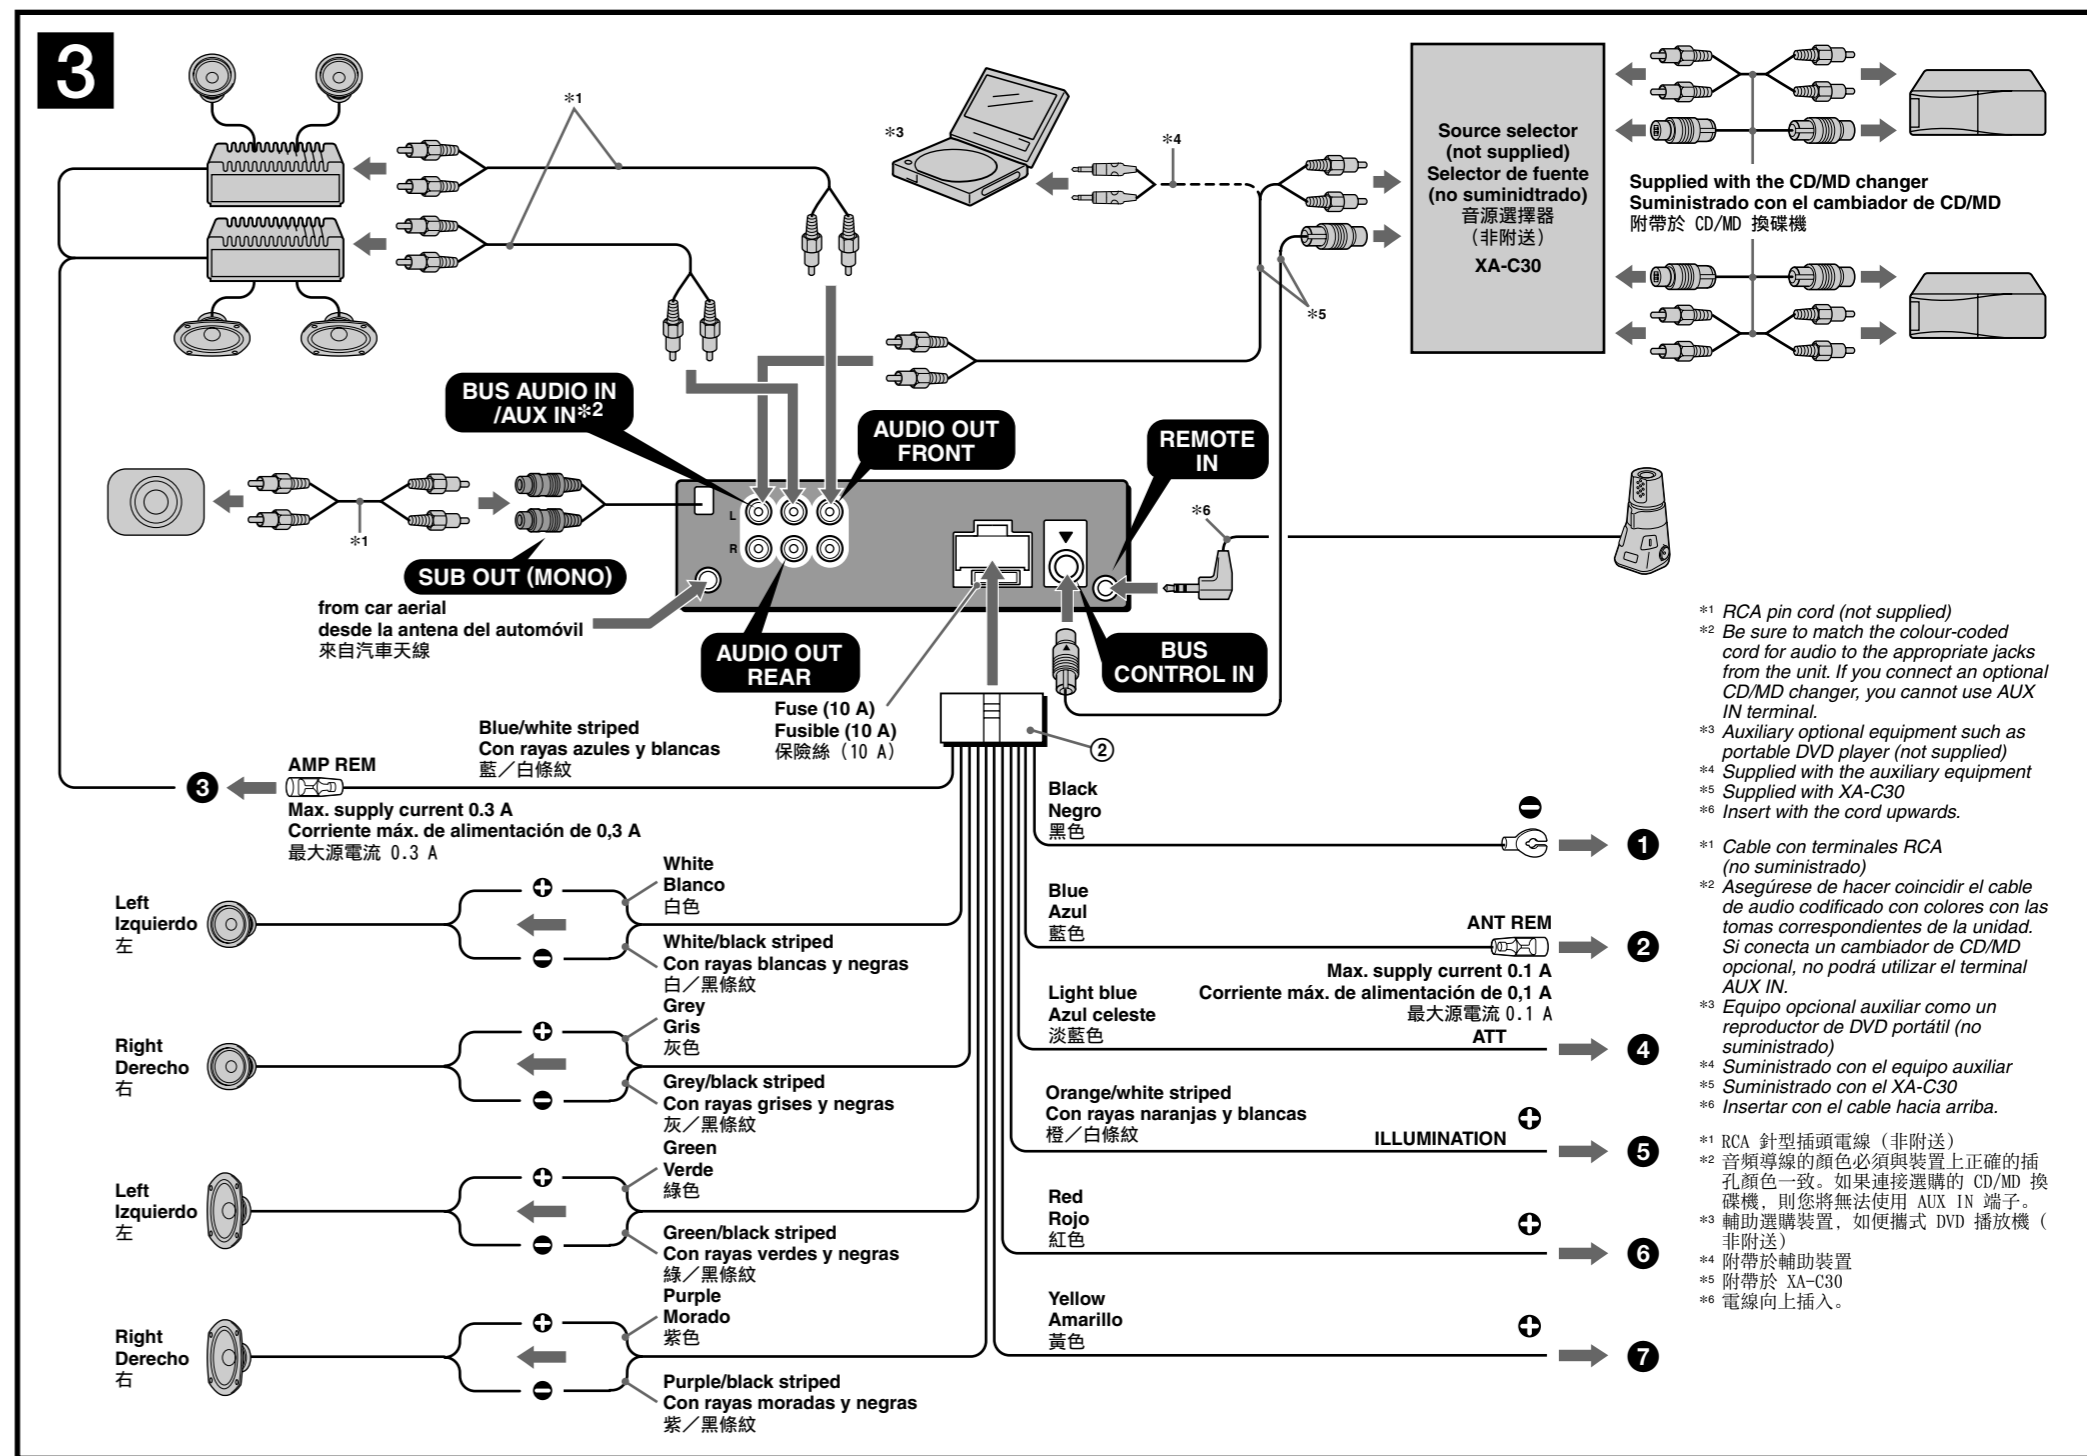 3
*1
*3
*4
Source selector
(not supplied)
Selector de fuente
(no suminidtrado)
音源選擇器
(非附送)
XA-C30
Supplied with the CD/MD changer
Suministrado con el cambiador de CD/MD
附帶於 CD/MD 換碟機
*5
BUS AUDIO IN
/AUX IN*2
AUDIO OUT
FRONT
REMOTE
IN
L
R
*1
*6
SUB OUT (MONO)
from car aerial
desde la antena del automóvil
來自汽車天線
AUDIO OUT
REAR
BUS
CONTROL IN
Fuse (10 A)
Fusible (10 A)
保險絲 (10 A)
2
Blue/white striped
Con rayas azules y blancas
藍／白條紋
AMP REM
3
Max. supply current 0.3 A
Corriente máx. de alimentación de 0,3 A
最大源電流 0.3 A
Left
Izquierdo
左
+
-
White
Blanco
白色
White/black striped
Con rayas blancas y negras
白／黑條紋
Right
Derecho
右
+
-
Grey
Gris
灰色
Grey/black striped
Con rayas grises y negras
灰／黑條紋
Left
Izquierdo
左
+
-
Green
Verde
綠色
Green/black striped
Con rayas verdes y negras
綠／黑條紋
Right
Derecho
右
+
-
Purple
Morado
紫色
Purple/black striped
Con rayas moradas y negras
紫／黑條紋
Black
Negro
黑色
-
1
Blue
Azul
藍色
ANT REM
2
Max. supply current 0.1 A
Corriente máx. de alimentación de 0,1 A
最大源電流 0.1 A
Light blue
Azul celeste
淡藍色
ATT
4
Orange/white striped
Con rayas naranjas y blancas
橙／白條紋
ILLUMINATION
+
5
Red
Rojo
紅色
+
6
Yellow
Amarillo
黃色
+
7
*1 RCA pin cord (not supplied)
*2 Be sure to match the colour-coded
cord for audio to the appropriate jacks
from the unit. If you connect an optional
CD/MD changer, you cannot use AUX
IN terminal.
*3 Auxiliary optional equipment such as
portable DVD player (not supplied)
*4 Supplied with the auxiliary equipment
*5 Supplied with XA-C30
*6 Insert with the cord upwards.
*1 Cable con terminales RCA
(no suministrado)
*2 Asegúrese de hacer coincidir el cable
de audio codificado con colores con las
tomas correspondientes de la unidad.
Si conecta un cambiador de CD/MD
opcional, no podrá utilizar el terminal
AUX IN.
*3 Equipo opcional auxiliar como un
reproductor de DVD portátil (no
suministrado)
*4 Suministrado con el equipo auxiliar
*5 Suministrado con el XA-C30
*6 Insertar con el cable hacia arriba.
*1 RCA 針型插頭電線 (非附送)
*2 音頻導線的顏色必須與裝置上正確的插
孔顏色一致。如果連接選購的 CD/MD 換
碟機，則您將無法使用 AUX IN 端子。
*3 輔助選購裝置，如便攜式 DVD 播放機 (
非附送)
*4 附帶於輔助裝置
*5 附帶於 XA-C30
*6 電線向上插入。